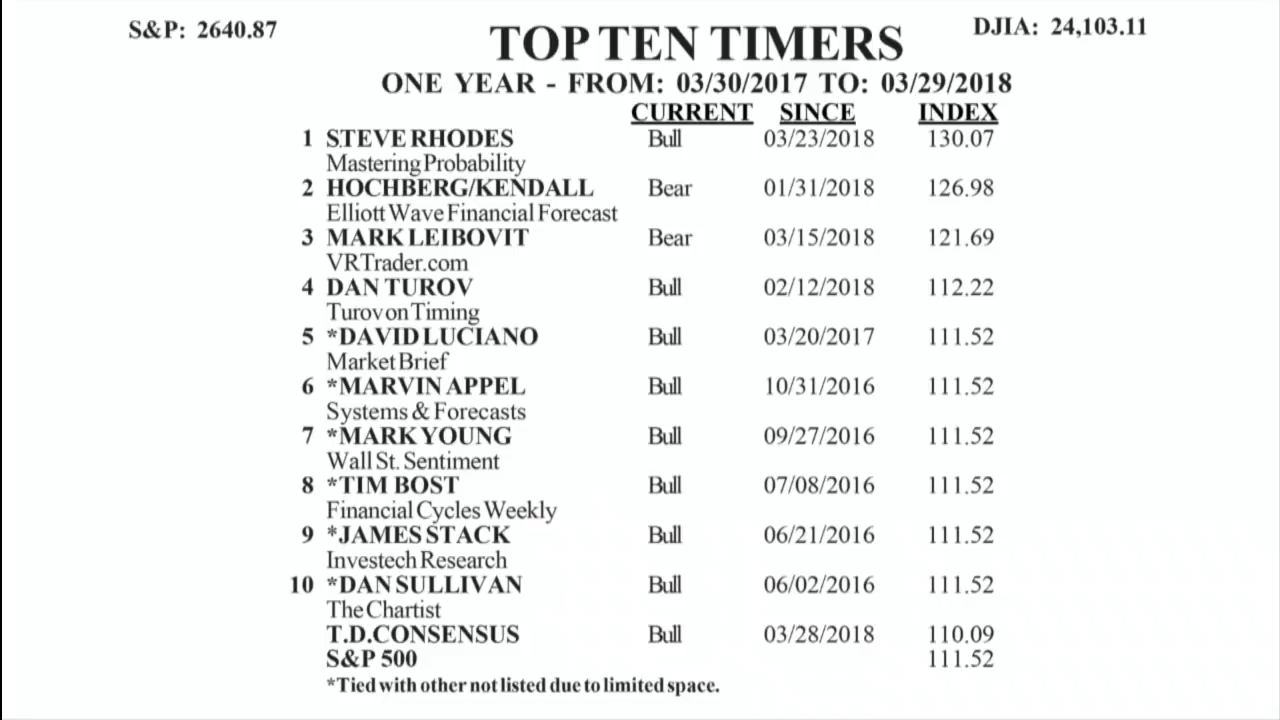 S&P: 2640.87
DJIA: 24,103.11
TOP TEN TIMERS
ONE YEAR - FROM: 03/30/2017 TO: 03/29/2018
CURRENT SINCE INDEX
1 STEVE RHODES Bull 03/23/2018 130.07
Mastering Probability
2 HOCHBERG/KENDALL Bear 01/31/2018 126.98
Elliott Wave Financial Forecast
3 MARK LEIBOVIT Bear 03/15/2018 121.69
VRTrader.com
4 DAN TUROV Bull 02/12/2018 112.22
Turov on Timing
5 *DAVID LUCIANO Bull 03/20/2017 111.52
Market Brief
6 *MARVIN APPEL Bull 10/31/2016 111.52
Systems & Forecasts
7 *MARK YOUNG Bull 09/27/2016 111.52
Wall St. Sentiment
8 *TIM BOST Bull 07/08/2016 111.52
Financial Cycles Weekly
9 *JAMES STACK Bull 06/21/2016 111.52
Investech Research
10 *DAN SULLIVAN Bull 06/02/2016 111.52
The Chartist
T.D.CONSENSUS Bull 03/28/2018 110.09
S&P 500 111.52
*Tied with other not listed due to limited space.